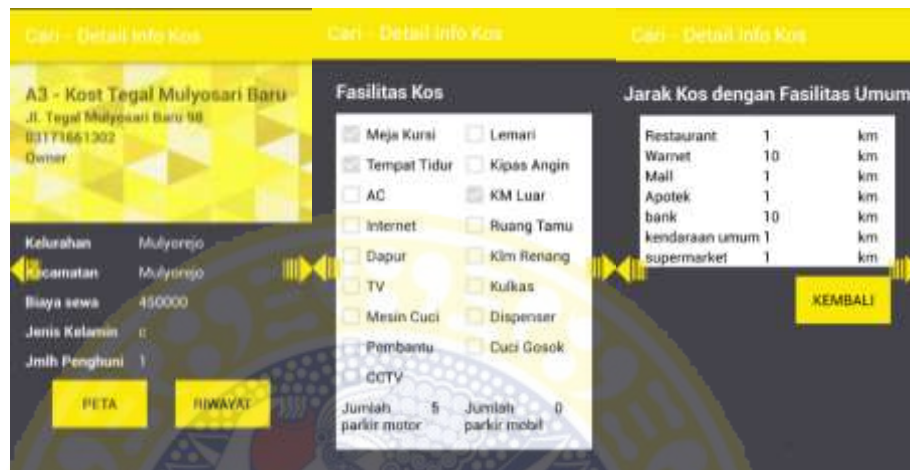 Cari - Detail Info Kos
A3 - Kost Tegal Mulyosari Baru
Jl. Tegal Mulyosari Baru 98
03171661302
Owner
Kelurahan Mulyorejo
Kecamatan Mulyorejo
Biaya sewa 450000
Jenis Kelamin c
Jmlh Penghuni 1
PETA RIWAYAT
Cari - Detail Info Kos
Fasilitas Kos
Meja Kursi Lemari
Tempat Tidur Kipas Angin
AC KM Luar
Internet Ruang Tamu
Dapur Klm Renang
TV Kulkas
Mesin Cuci Dispenser
Pembantu Cuci Gosok
CCTV
Jumlah 5 Jumlah 0
parkir motor parkir mobil
Cari - Detail Info Kos
Jarak Kos dengan Fasilitas Umum
Restaurant 1 km
Warnet 10 km
Mall 1 km
Apotek 1 km
bank 10 km
kendaraan umum 1 km
supermarket 1 km
KEMBALI